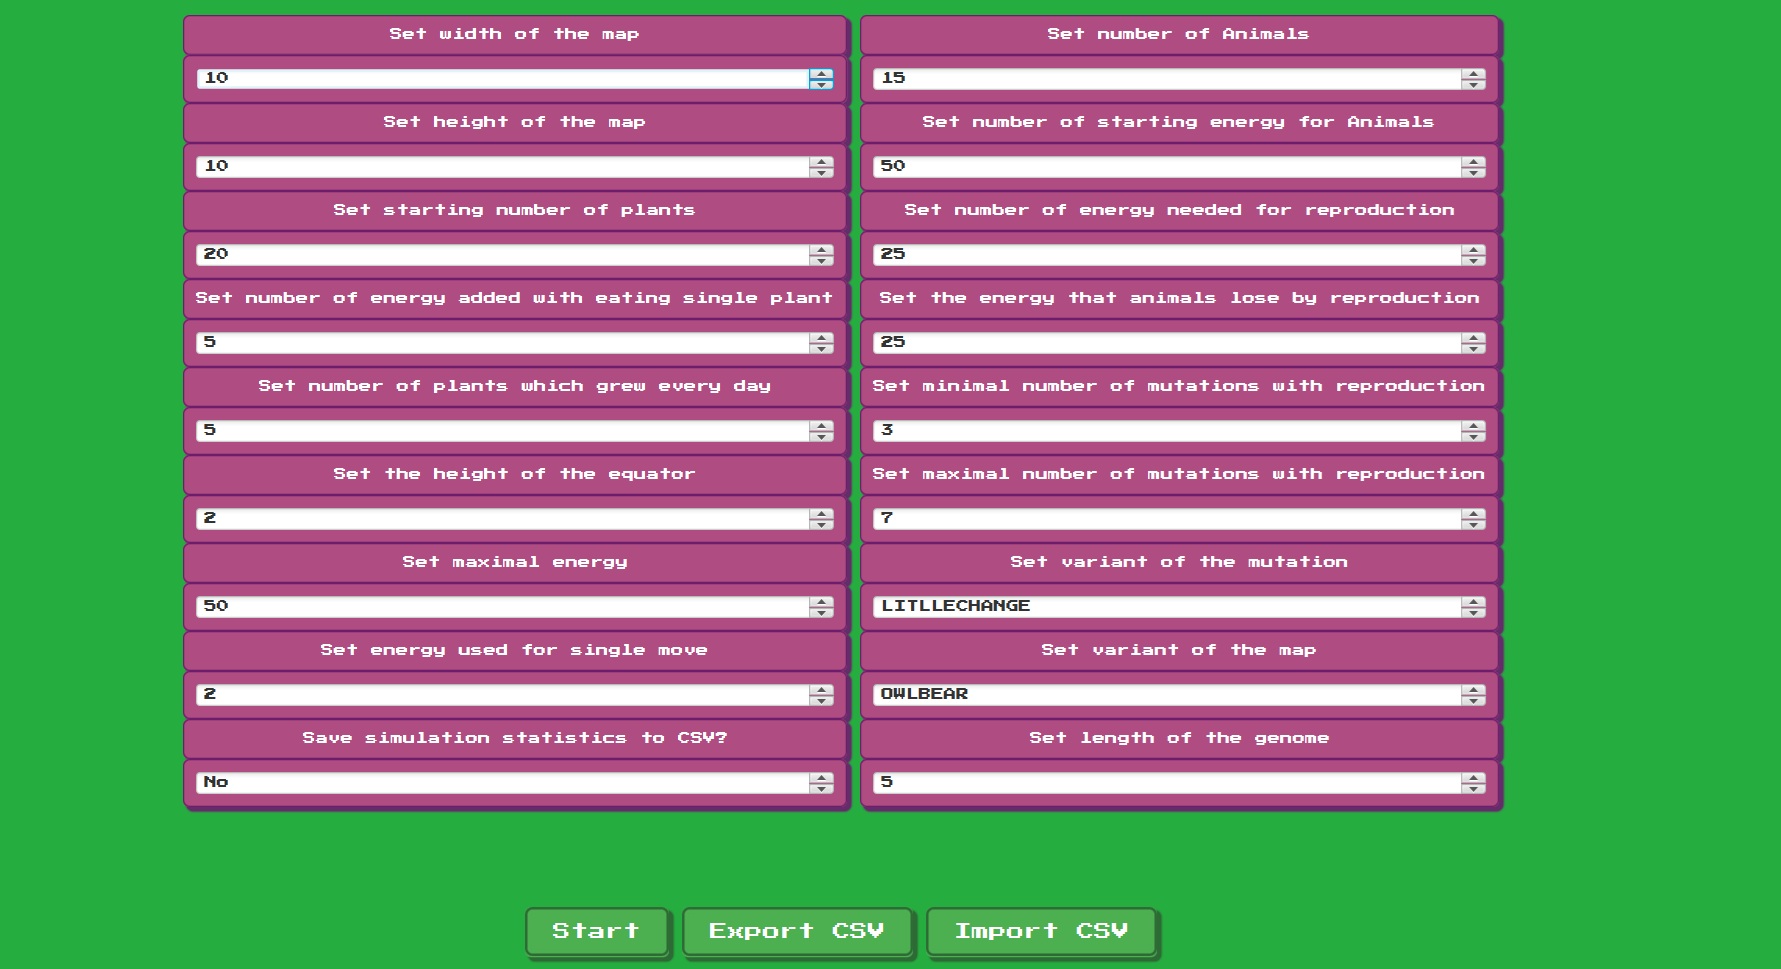 Set width of the map
10
Set height of the map
10
Set starting number of plants
20
Set number of energy added with eating single plant
5
Set number of plants which grew every day
5
Set the height of the equator
2
Set maximal energy
50
Set energy used for single move
2
Save simulation statistics to CSV?
No
Set number of Animals
15
Set number of starting energy for Animals
50
Set number of energy needed for reproduction
25
Set the energy that animals lose by reproduction
25
Set minimal number of mutations with reproduction
3
Set maximal number of mutations with reproduction
7
Set variant of the mutation
LITLLECHANGE
Set variant of the map
OWLBEAR
Set length of the genome
5
Start
Export CSV
Import CSV